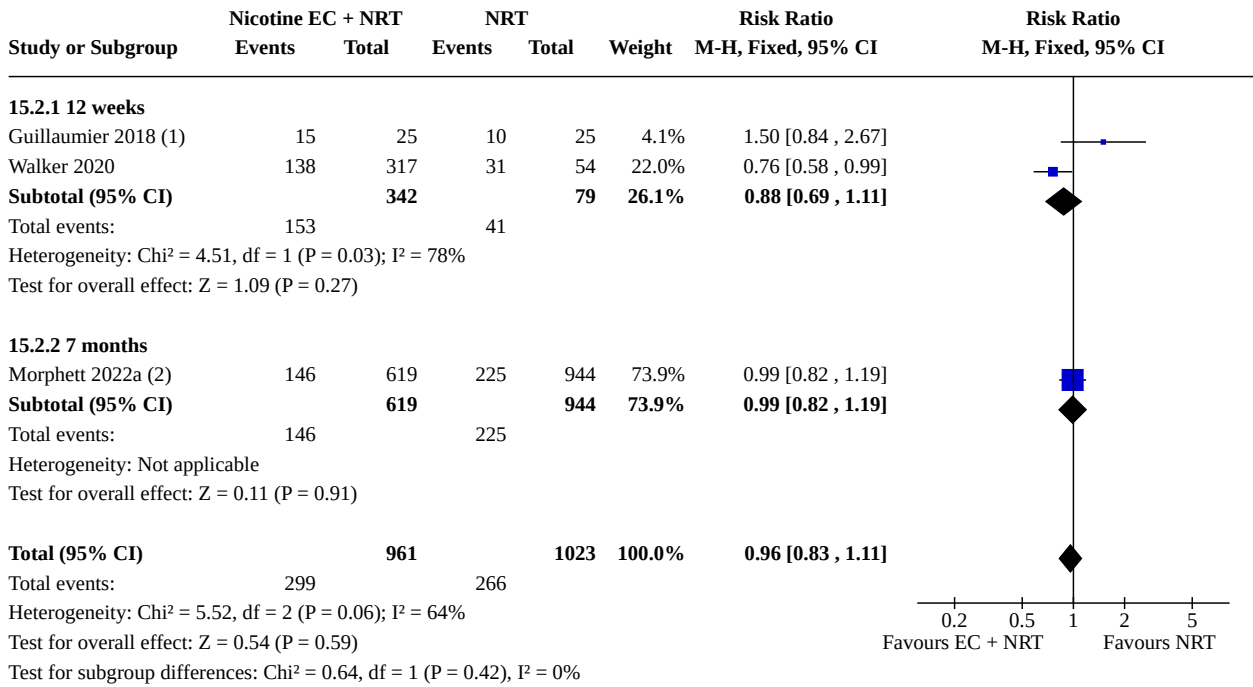 Nicotine EC + NRT NRT Risk Ratio Risk Ratio
Study or Subgroup Events Total Events Total Weight M-H, Fixed, 95% CI M-H, Fixed, 95% CI
15.2.1 12 weeks
Guillaumier 2018 (1) 15 25 10 25 4.1% 1.50 [0.84 , 2.67]
Walker 2020 138 317 31 54 22.0% 0.76 [0.58 , 0.99]
Subtotal (95% CI) 342 79 26.1% 0.88 [0.69 , 1.11]
Total events: 153 41
Heterogeneity: Chi² = 4.51, df = 1 (P = 0.03); I² = 78%
Test for overall effect: Z = 1.09 (P = 0.27)
15.2.2 7 months
Morphett 2022a (2) 146 619 225 944 73.9% 0.99 [0.82 , 1.19]
Subtotal (95% CI) 619 944 73.9% 0.99 [0.82 , 1.19]
Total events: 146 225
Heterogeneity: Not applicable
Test for overall effect: Z = 0.11 (P = 0.91)
Total (95% CI) 961 1023 100.0% 0.96 [0.83 , 1.11]
Total events: 299 266
Heterogeneity: Chi² = 5.52, df = 2 (P = 0.06); I² = 64%
0.2 0.5 1 2 5
Test for overall effect: Z = 0.54 (P = 0.59) Favours EC + NRT Favours NRT
Test for subgroup differences: Chi² = 0.64, df = 1 (P = 0.42), I² = 0%